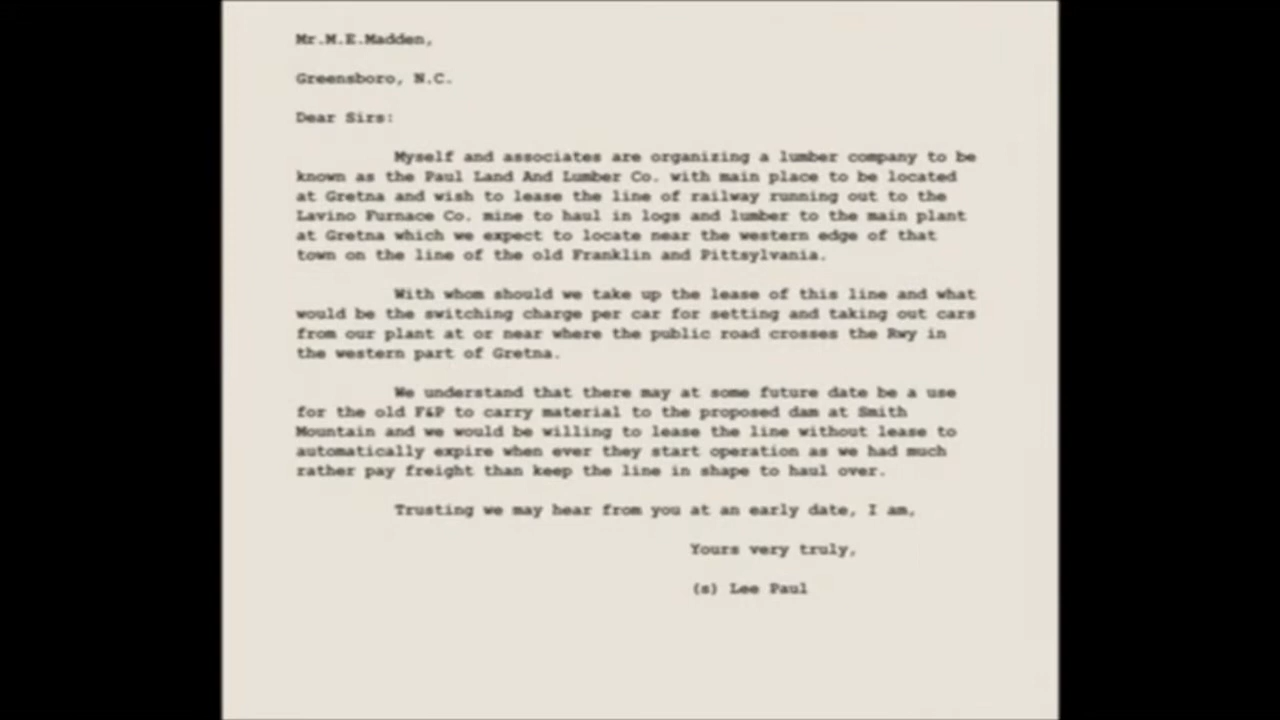 Mr.M.E.Madden,
Greensboro, N.C.
Dear Sirs:
Myself and associates are organizing a lumber company to be
known as the Paul Land And Lumber Co. with main place to be located
at Gretna and wish to lease the line of railway running out to the
Lavino Furnace Co. mine to haul in logs and lumber to the main plant
at Gretna which we expect to locate near the western edge of that
town on the line of the old Franklin and Pittsylvania.
With whom should we take up the lease of this line and what
would be the switching charge per car for setting and taking out cars
from our plant at or near where the public road crosses the Rwy in
the western part of Gretna.
We understand that there may at some future date be a use
for the old F&P to carry material to the proposed dam at Smith
Mountain and we would be willing to lease the line without lease to
automatically expire when ever they start operation as we had much
rather pay freight than keep the line in shape to haul over.
Trusting we may hear from you at an early date, I am,
Yours very truly,
(s) Lee Paul